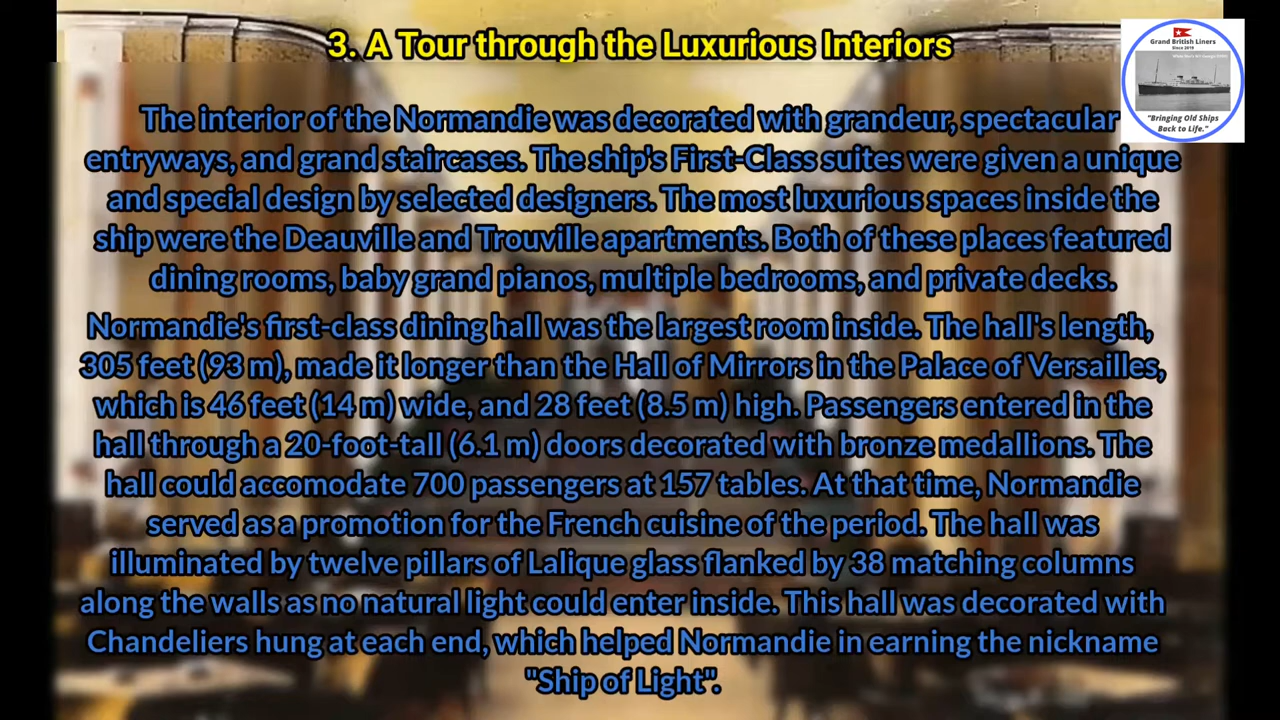 3. A Tour through the Luxurious Interiors
Grand British Liners
Since 2019
"Bringing Old Ships
Back to Life."
The interior of the Normandie was decorated with grandeur, spectacular
entryways, and grand staircases. The ship's First-Class suites were given a unique
and special design by selected designers. The most luxurious spaces inside the
ship were the Deauville and Trouville apartments. Both of these places featured
dining rooms, baby grand pianos, multiple bedrooms, and private decks.
Normandie's first-class dining hall was the largest room inside. The hall's length,
305 feet (93 m), made it longer than the Hall of Mirrors in the Palace of Versailles,
which is 46 feet (14 m) wide, and 28 feet (8.5 m) high. Passengers entered in the
hall through a 20-foot-tall (6.1 m) doors decorated with bronze medallions. The
hall could accomodate 700 passengers at 157 tables. At that time, Normandie
served as a promotion for the French cuisine of the period. The hall was
illuminated by twelve pillars of Lalique glass flanked by 38 matching columns
along the walls as no natural light could enter inside. This hall was decorated with
Chandeliers hung at each end, which helped Normandie in earning the nickname
"Ship of Light".